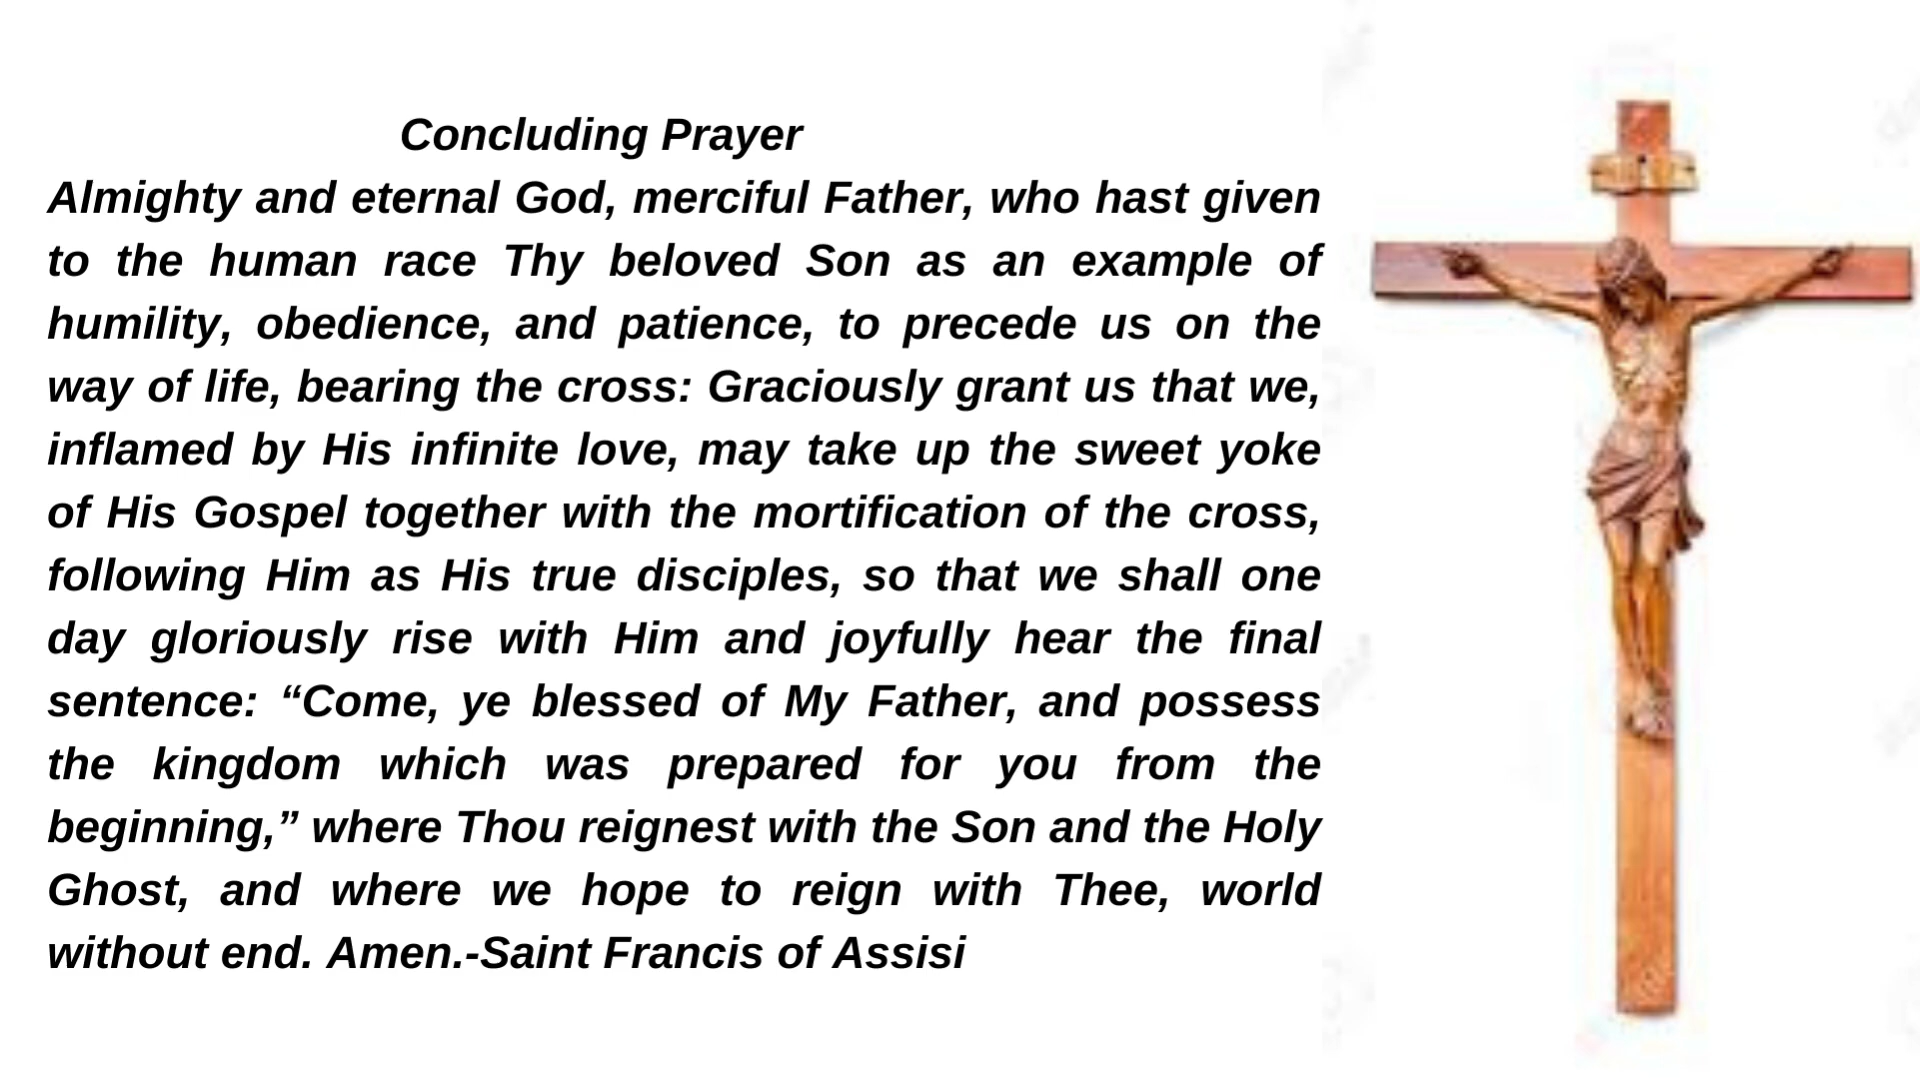 Concluding Prayer
Almighty and eternal God, merciful Father, who hast given
to the human race Thy beloved Son as an example of
humility, obedience, and patience, to precede us on the
way of life, bearing the cross: Graciously grant us that we,
inflamed by His infinite love, may take up the sweet yoke
of His Gospel together with the mortification of the cross,
following Him as His true disciples, so that we shall one
day gloriously rise with Him and joyfully hear the final
sentence: “Come, ye blessed of My Father, and possess
the kingdom which was prepared for you from the
beginning,” where Thou reignest with the Son and the Holy
Ghost, and where we hope to reign with Thee, world
without end. Amen.-Saint Francis of Assisi